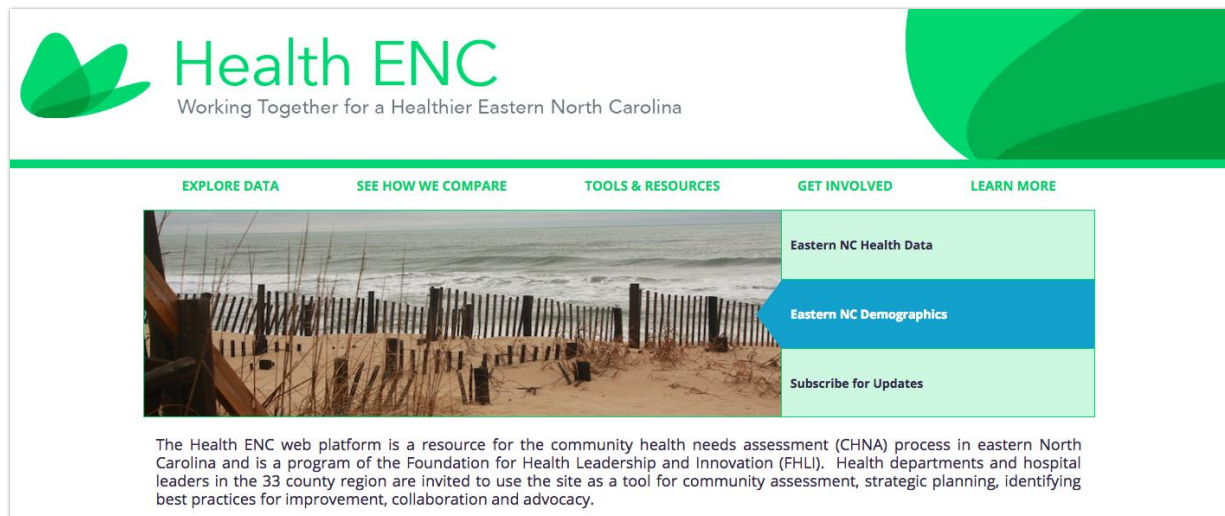 Health ENC
Working Together for a Healthier Eastern North Carolina
EXPLORE DATA SEE HOW WE COMPARE TOOLS & RESOURCES GET INVOLVED LEARN MORE
Eastern NC Health Data
Eastern NC Demographics
Subscribe for Updates
The Health ENC web platform is a resource for the community health needs assessment (CHNA) process in eastern North
Carolina and is a program of the Foundation for Health Leadership and Innovation (FHLI). Health departments and hospital
leaders in the 33 county region are invited to use the site as a tool for community assessment, strategic planning, identifying
best practices for improvement, collaboration and advocacy.